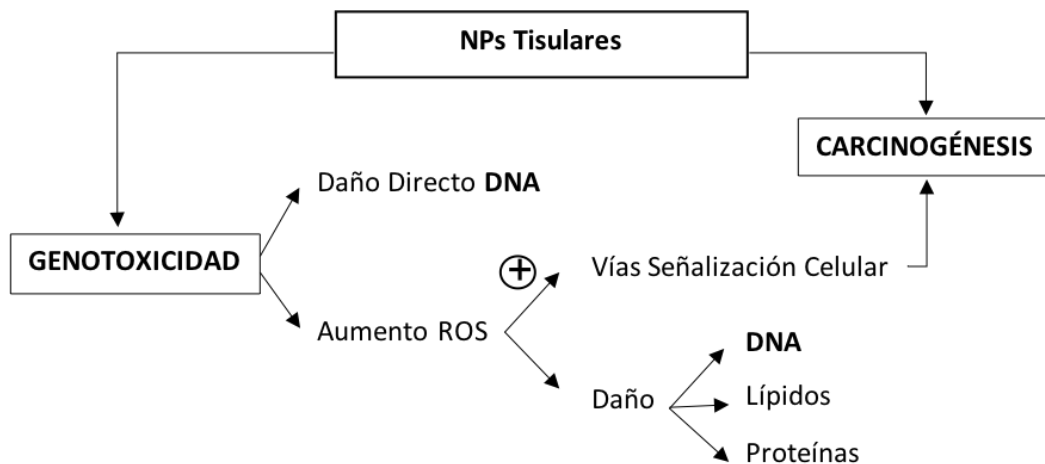 NPs Tisulares
CARCINOGÉNESIS
Daño Directo DNA
GENOTOXICIDAD
+
Vías Señalización Celular
Aumento ROS
DNA
Daño
Lípidos
Proteínas